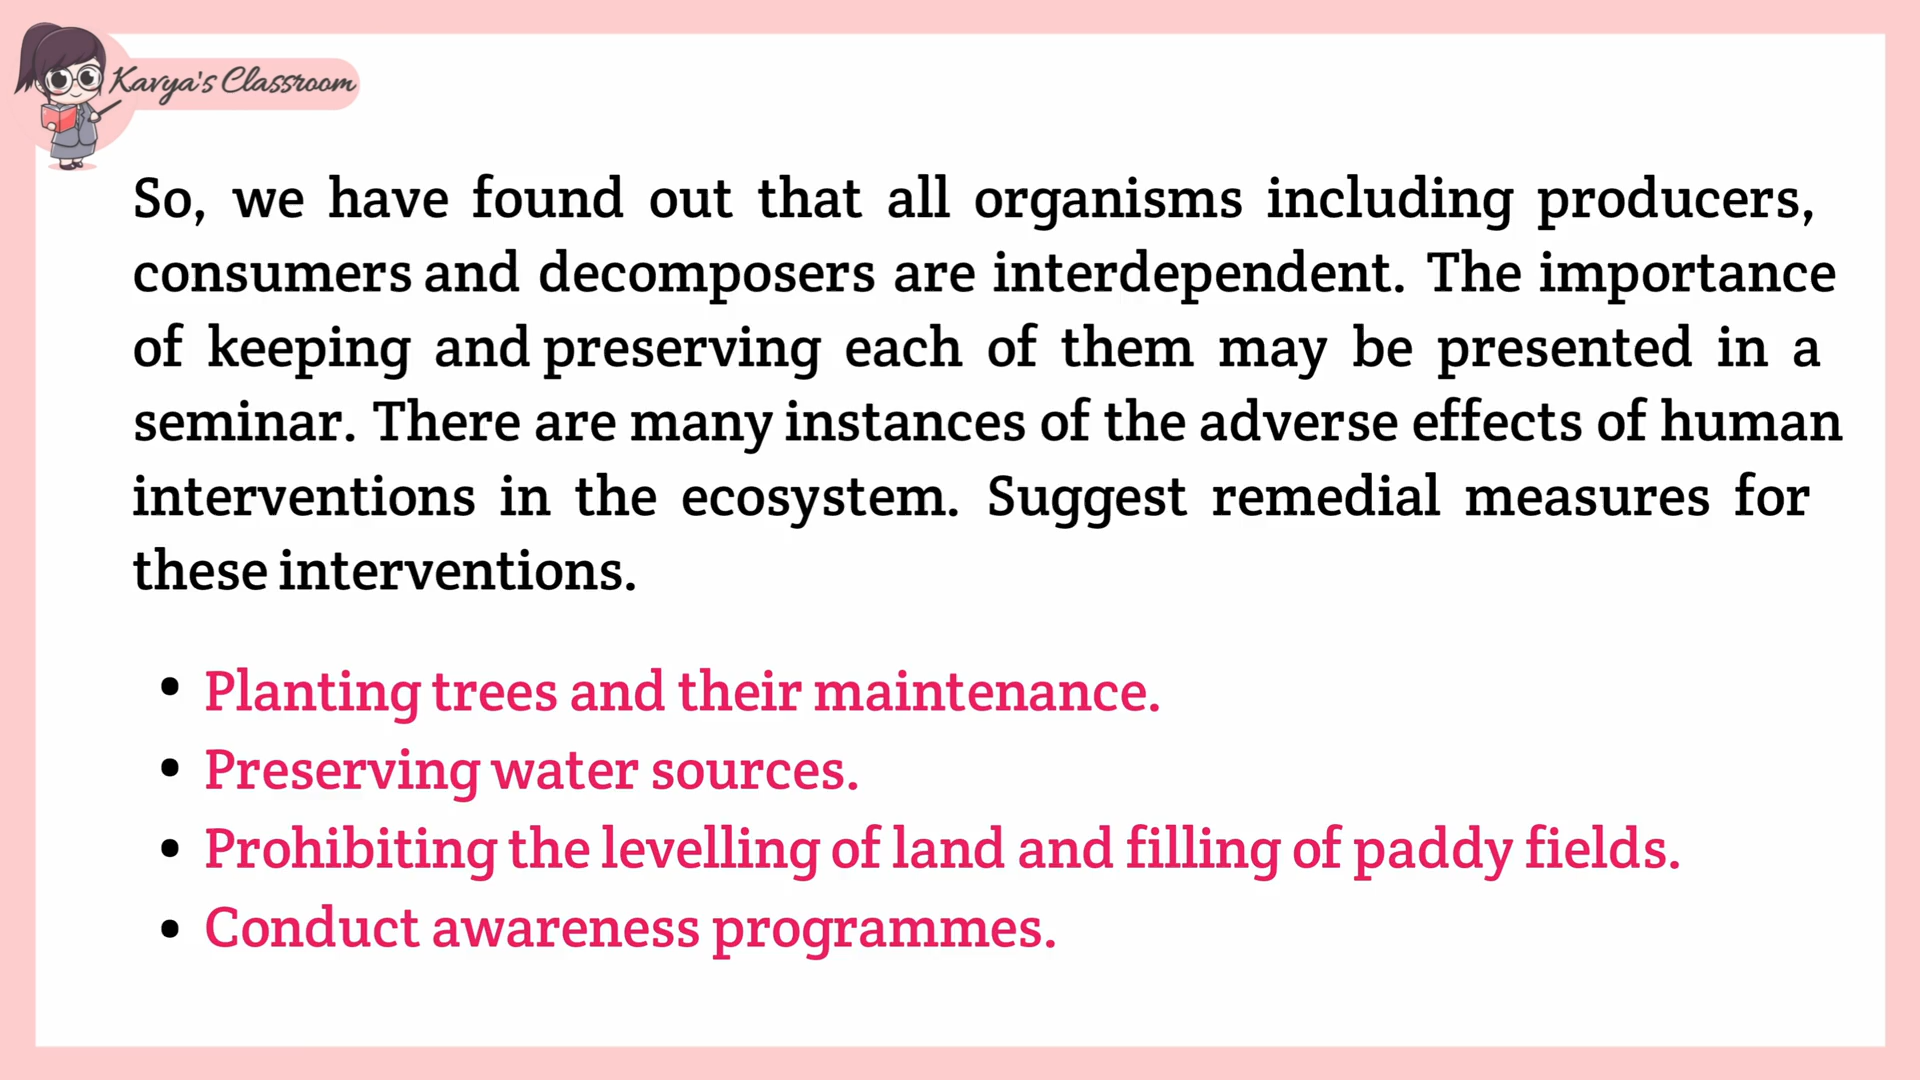 Kavya's Classroom
So, we have found out that all organisms including producers,
consumers and decomposers are interdependent. The importance
of keeping and preserving each of them may be presented in a
seminar. There are many instances of the adverse effects of human
interventions in the ecosystem. Suggest remedial measures for
these interventions.
• Planting trees and their maintenance.
• Preserving water sources.
• Prohibiting the levelling of land and filling of paddy fields.
• Conduct awareness programmes.